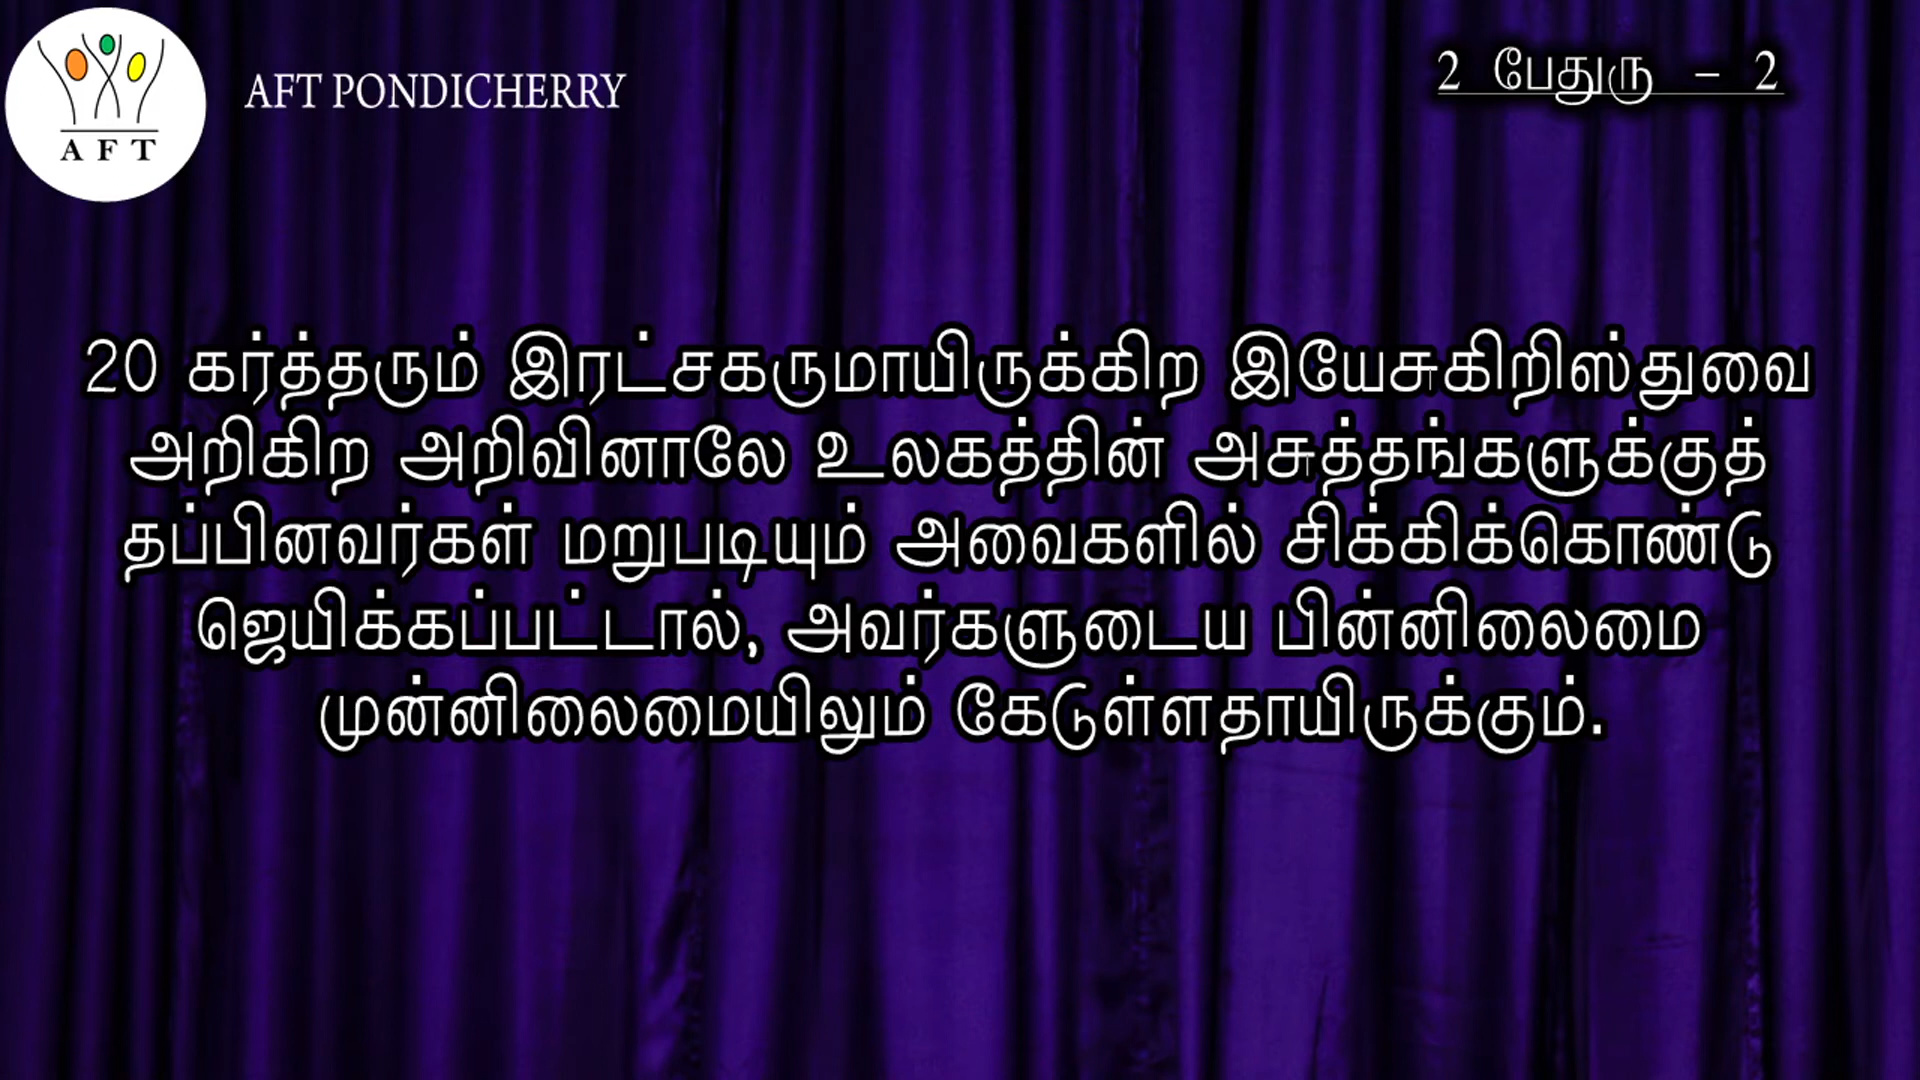 AFT PONDICHERRY
2 பேதுரு – 2
A F T
20 கர்த்தரும் இரட்சகருமாயிருக்கிற இயேசுகிறிஸ்துவை
அறிகிற அறிவினாலே உலகத்தின் அசுத்தங்களுக்குத்
தப்பினவர்கள் மறுபடியும் அவைகளில் சிக்கிக்கொண்டு
ஜெயிக்கப்பட்டால், அவர்களுடைய பின்னிலைமை
முன்னிலைமையிலும் கேடுள்ளதாயிருக்கும்.